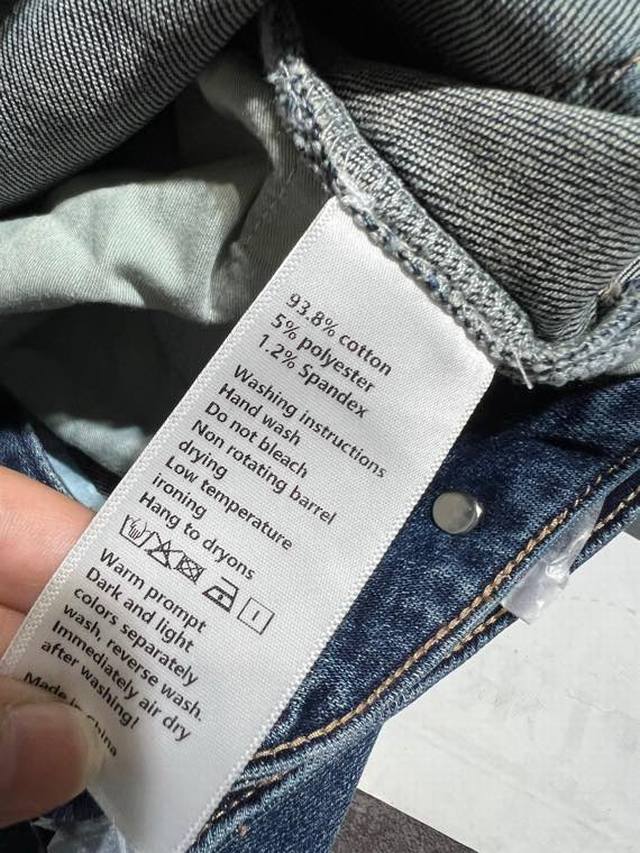 93.8% cotton
5% polyester
1.2% Spandex
Washing instructions
Hand wash
Do not bleach
Non rotating barrel
drying
Low temperature
ironing
Hang to dryons
Warm prompt
Dark and light
colors separately
wash, reverse wash.
Immediately air dry
after washing!
Made in China